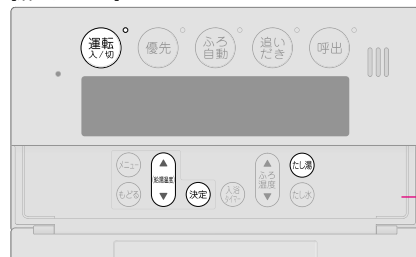 運転
入/切
優先
ふろ
自動
追い
だき
呼出
メニュー
もどる
給湯温度
決定
入浴
タイマー
ふろ
温度
たし湯
たし水